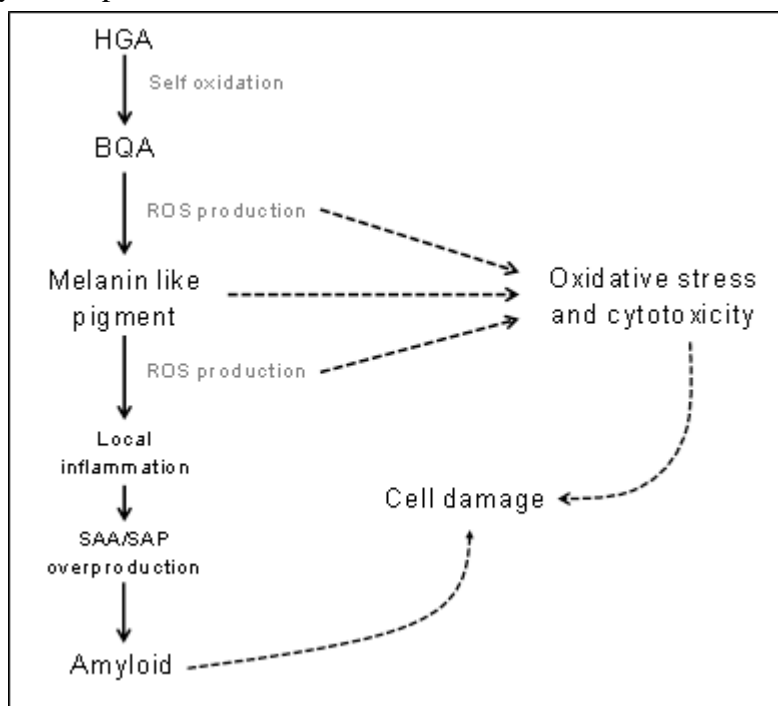 HGA
Self oxidation
BQA
ROS production
Melanin like
pigment
Oxidative stress
and cytotoxicity
ROS production
Local
inflammation
Cell damage
SAA/SAP
overproduction
Amyloid